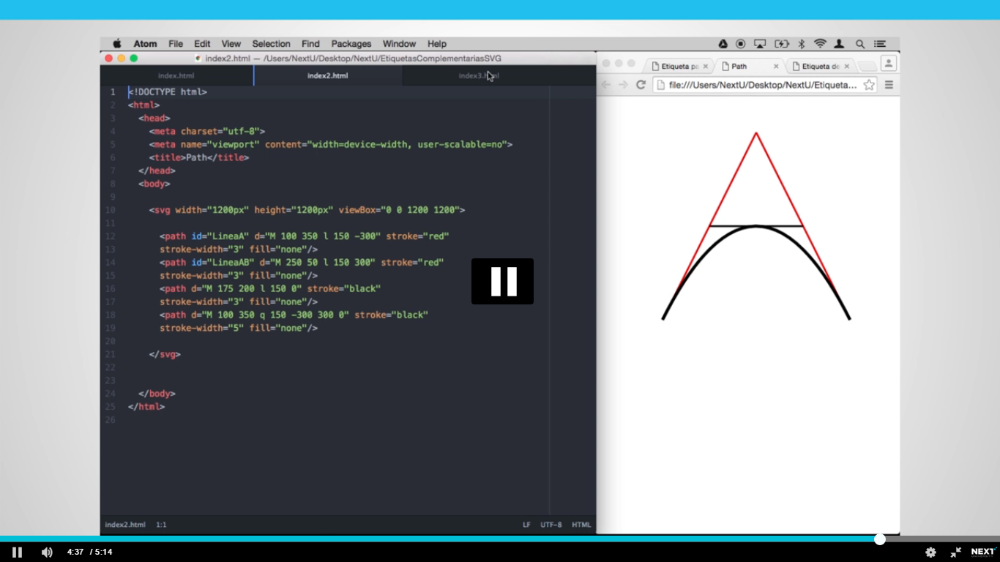 Atom File Edit View Selection Find Packages Window Help
index2.html — /Users/NextU/Desktop/NextU/EtiquetasComplementariasSVG
index.html index2.html index3.html
Etiqueta pa × Path × Etiqueta de ×
file:///Users/NextU/Desktop/NextU/Etiqueta...
1 <!DOCTYPE html>
2 <html>
3 <head>
4 <meta charset="utf-8">
5 <meta name="viewport" content="width=device-width, user-scalable=no">
6 <title>Path</title>
7 </head>
8 <body>
9
10 <svg width="1200px" height="1200px" viewBox="0 0 1200 1200">
11
12 <path id="LineaA" d="M 100 350 l 150 -300" stroke="red"
13 stroke-width="3" fill="none"/>
14 <path id="LineaAB" d="M 250 50 l 150 300" stroke="red"
15 stroke-width="3" fill="none"/>
16 <path d="M 175 200 l 150 0" stroke="black"
17 stroke-width="3" fill="none"/>
18 <path d="M 100 350 q 150 -300 300 0" stroke="black"
19 stroke-width="5" fill="none"/>
20
21 </svg>
22
23
24 </body>
25 </html>
26
index2.html 1:1 LF UTF-8 HTML
4:37 / 5:14 NEXT